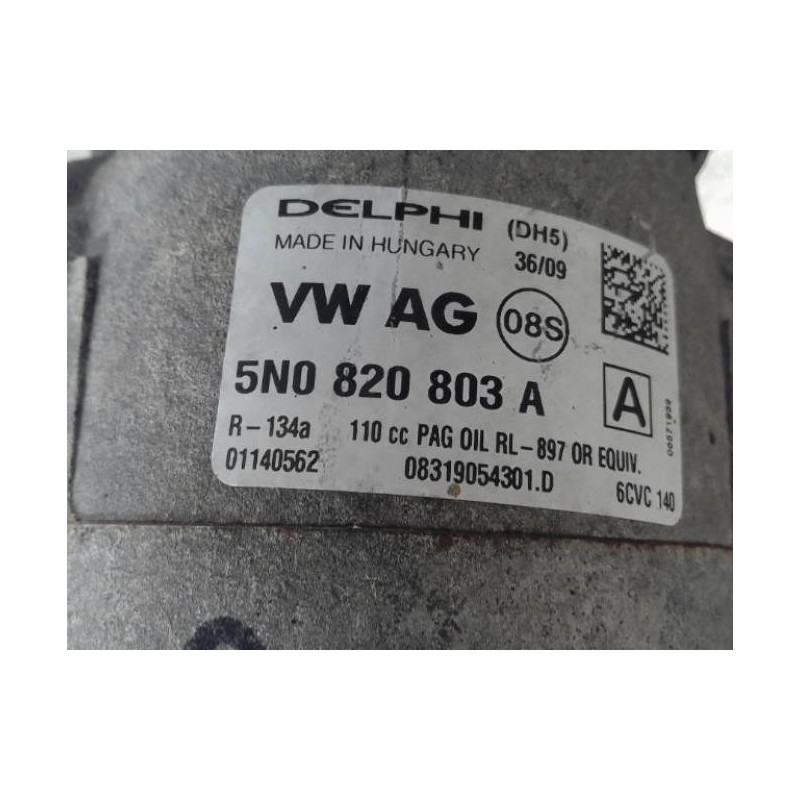 DELPHI (DH5)
MADE IN HUNGARY 36/09
VW AG 08S
5N0 820 803 A A
R-134a 110 cc PAG OIL RL-897 OR EQUIV.
01140562 08319054301.D 6CVC 140